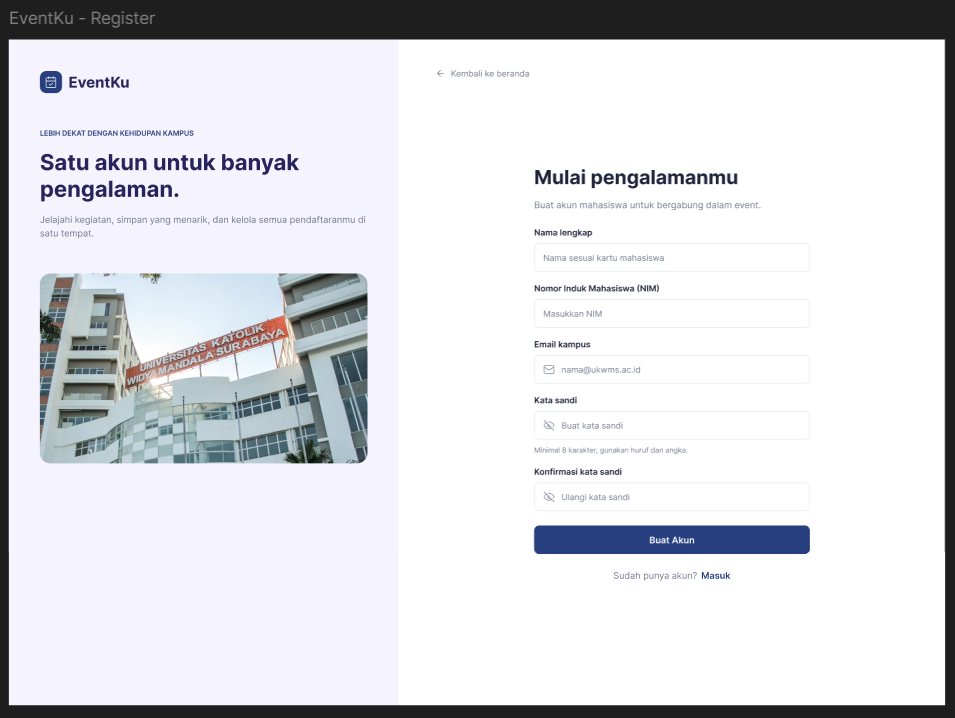 EventKu - Register
EventKu
LEBIH DEKAT DENGAN KEHIDUPAN KAMPUS
Satu akun untuk banyak
pengalaman.
Jelajahi kegiatan, simpan yang menarik, dan kelola semua pendaftaranmu di
satu tempat.
UNIVERSITAS KATOLIK
WIDYA MANDALA SURABAYA
Kembali ke beranda
Mulai pengalamanmu
Buat akun mahasiswa untuk bergabung dalam event.
Nama lengkap
Nama sesuai kartu mahasiswa
Nomor Induk Mahasiswa (NIM)
Masukkan NIM
Email kampus
nama@ukwms.ac.id
Kata sandi
Buat kata sandi
Minimal 8 karakter, gunakan huruf dan angka.
Konfirmasi kata sandi
Ulangi kata sandi
Buat Akun
Sudah punya akun? Masuk